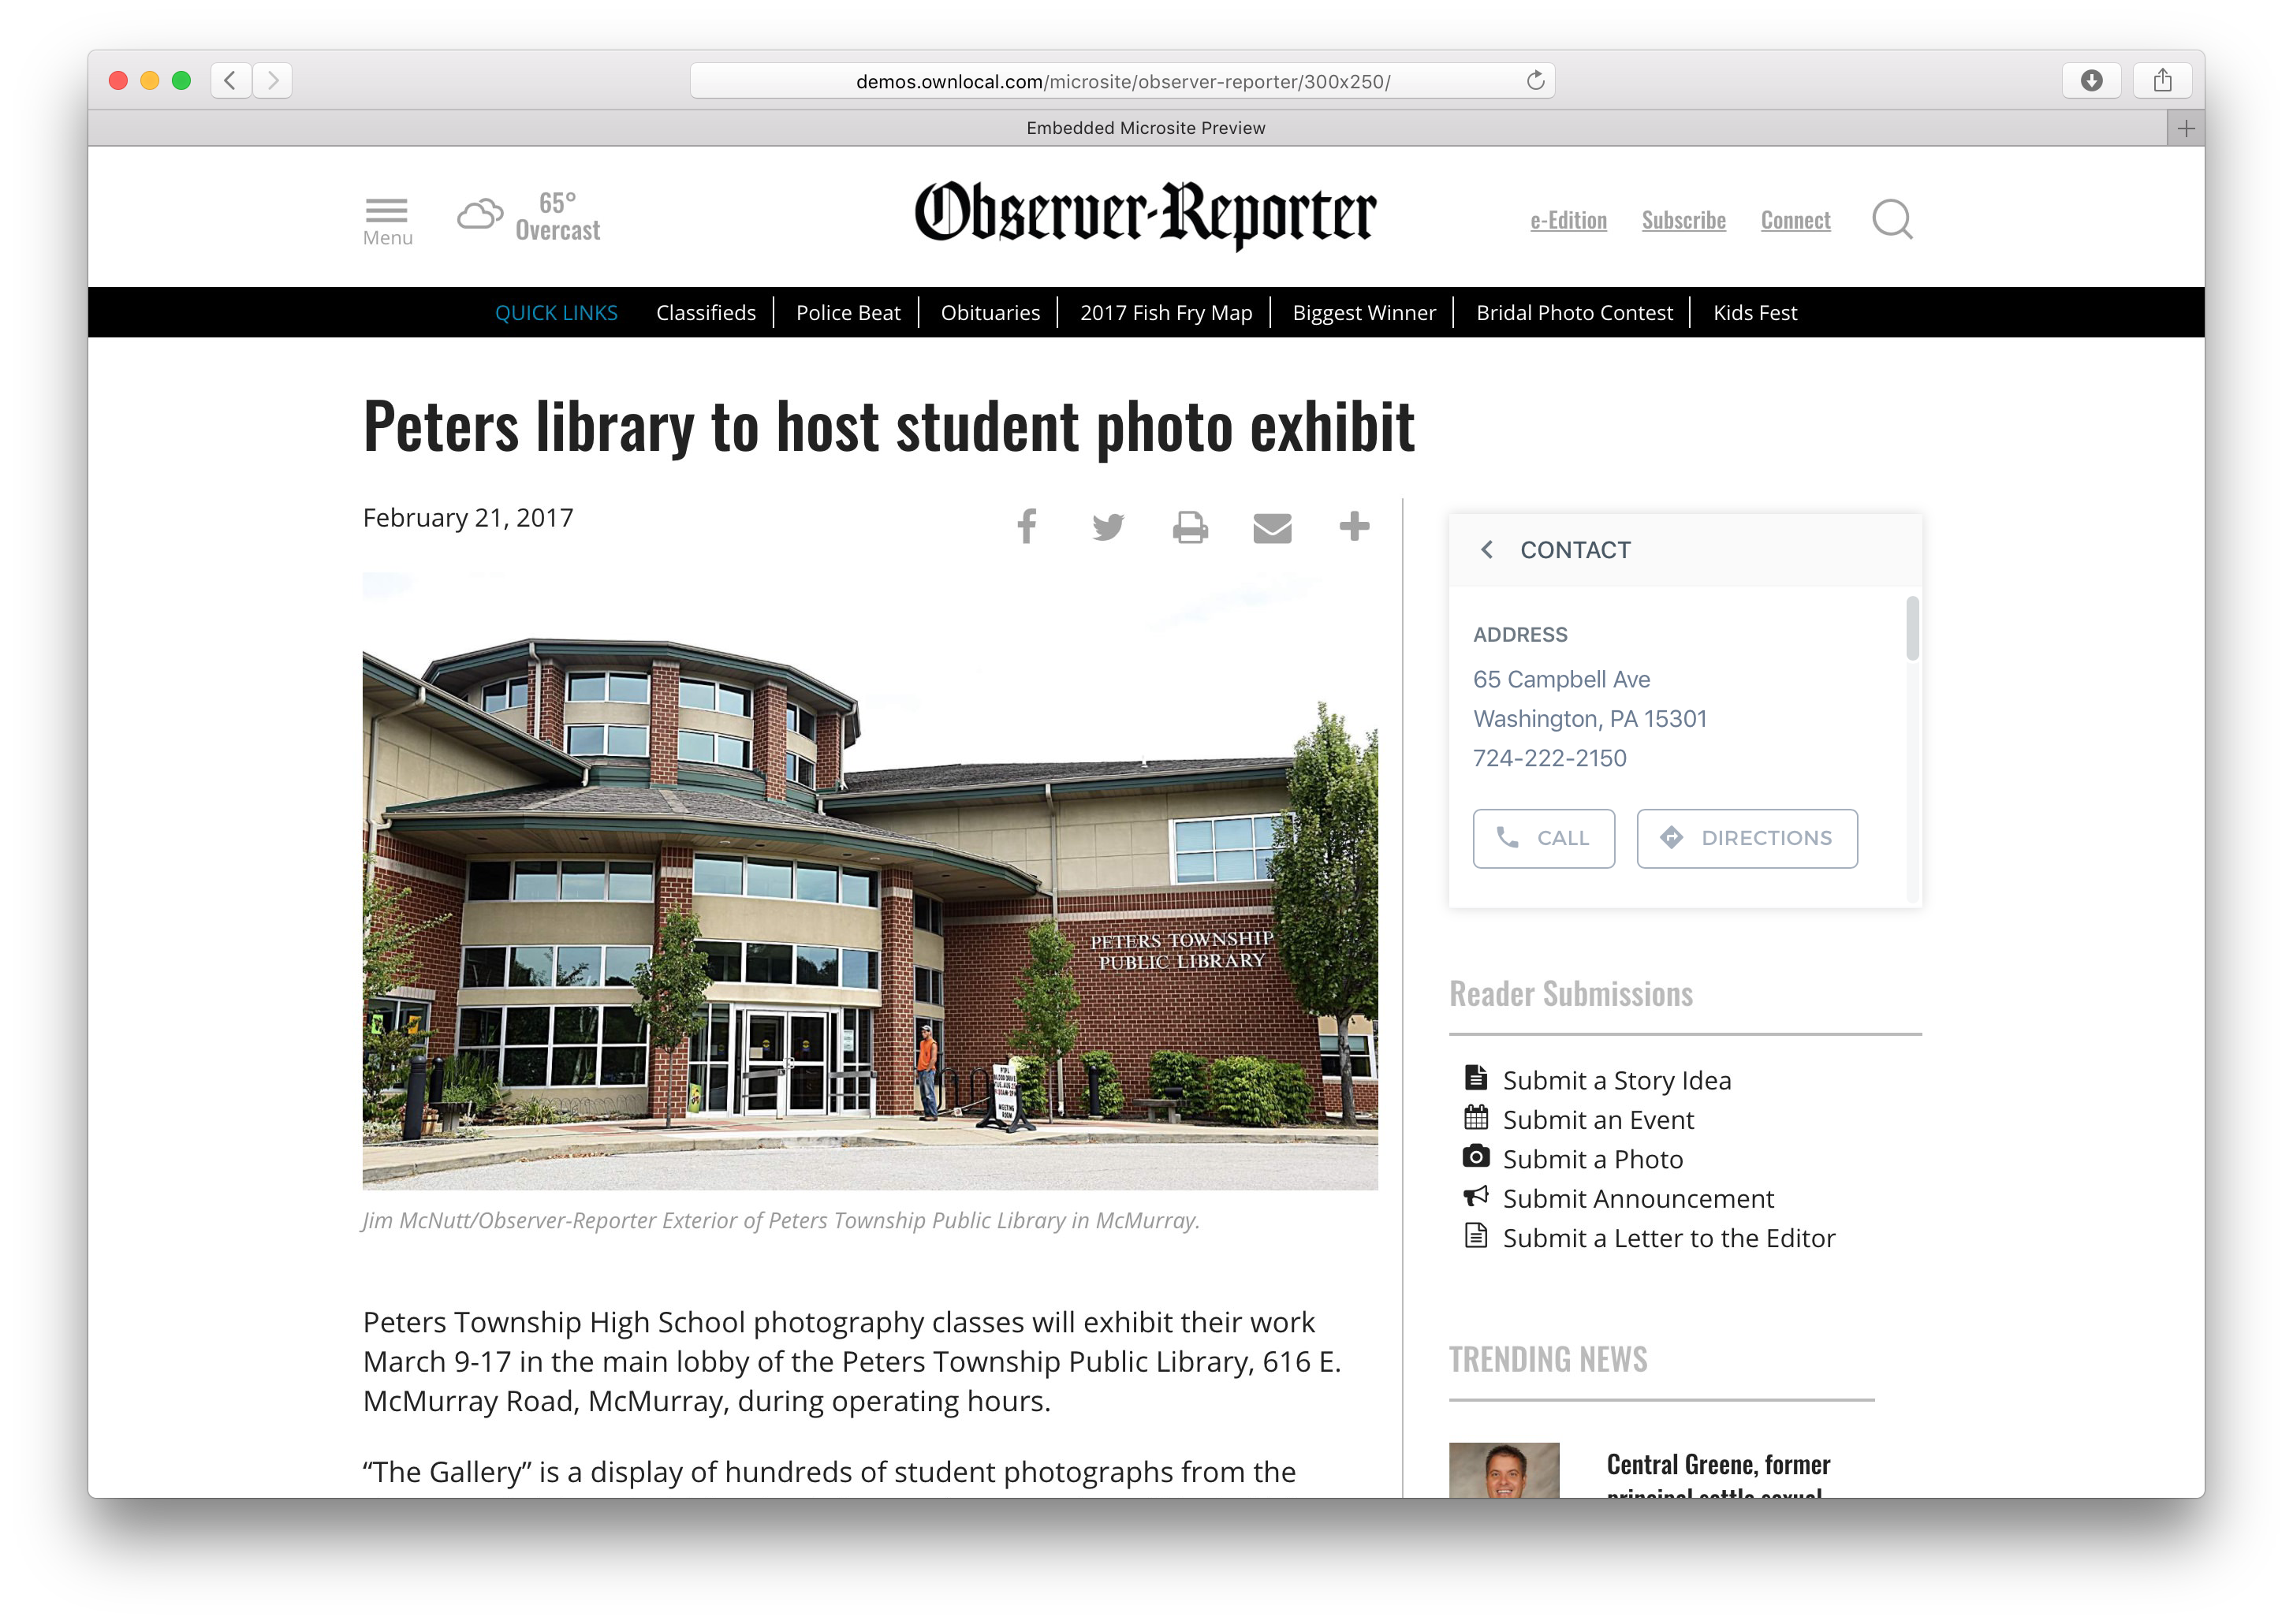 demos.ownlocal.com/microsite/observer-reporter/300x250/
Embedded Microsite Preview
Menu
65°
Overcast
Observer-Reporter
e-Edition Subscribe Connect
QUICK LINKS Classifieds Police Beat Obituaries 2017 Fish Fry Map Biggest Winner Bridal Photo Contest Kids Fest
Peters library to host student photo exhibit
February 21, 2017
PETERS TOWNSHIP
PUBLIC LIBRARY
Jim McNutt/Observer-Reporter Exterior of Peters Township Public Library in McMurray.
Peters Township High School photography classes will exhibit their work
March 9-17 in the main lobby of the Peters Township Public Library, 616 E.
McMurray Road, McMurray, during operating hours.
“The Gallery” is a display of hundreds of student photographs from the
CONTACT
ADDRESS
65 Campbell Ave
Washington, PA 15301
724-222-2150
CALL
DIRECTIONS
Reader Submissions
Submit a Story Idea
Submit an Event
Submit a Photo
Submit Announcement
Submit a Letter to the Editor
TRENDING NEWS
Central Greene, former
principal settle sexual